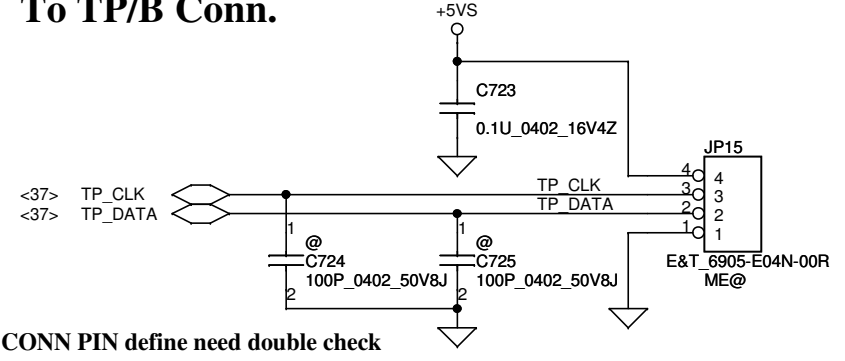 To TP/B Conn.
+5VS
C723
0.1U_0402_16V4Z
JP15
4 4
<37> TP_CLK TP_CLK 3 3
<37> TP_DATA TP_DATA 2 2
1 1
1 @ 1 @
C724 C725
100P_0402_50V8J 100P_0402_50V8J
2 2
E&T_6905-E04N-00R
ME@
CONN PIN define need double check